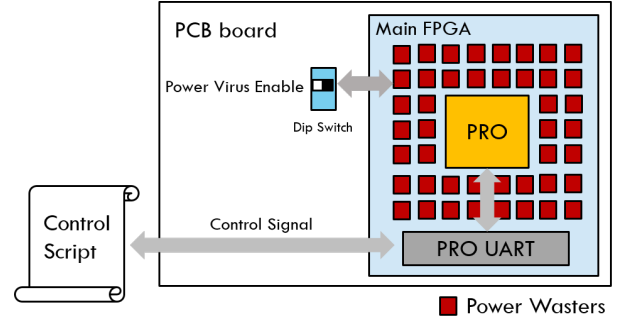 PCB board
Main FPGA
Power Virus Enable
Dip Switch
PRO
Control
Script
Control Signal
PRO UART
Power Wasters